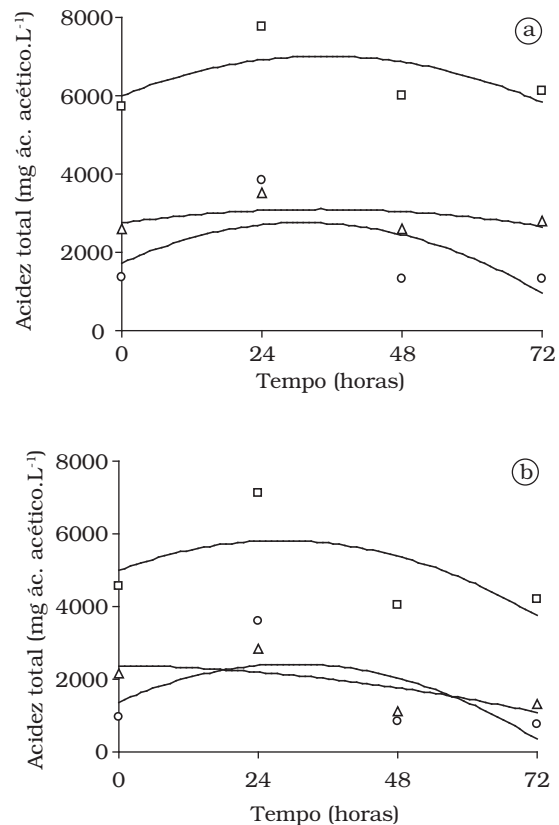 a
Acidez total (mg ác. acético.L-1)
8000
6000
4000
2000
0
0 24 48 72
Tempo (horas)
b
Acidez total (mg ác. acético.L-1)
8000
6000
4000
2000
0
0 24 48 72
Tempo (horas)